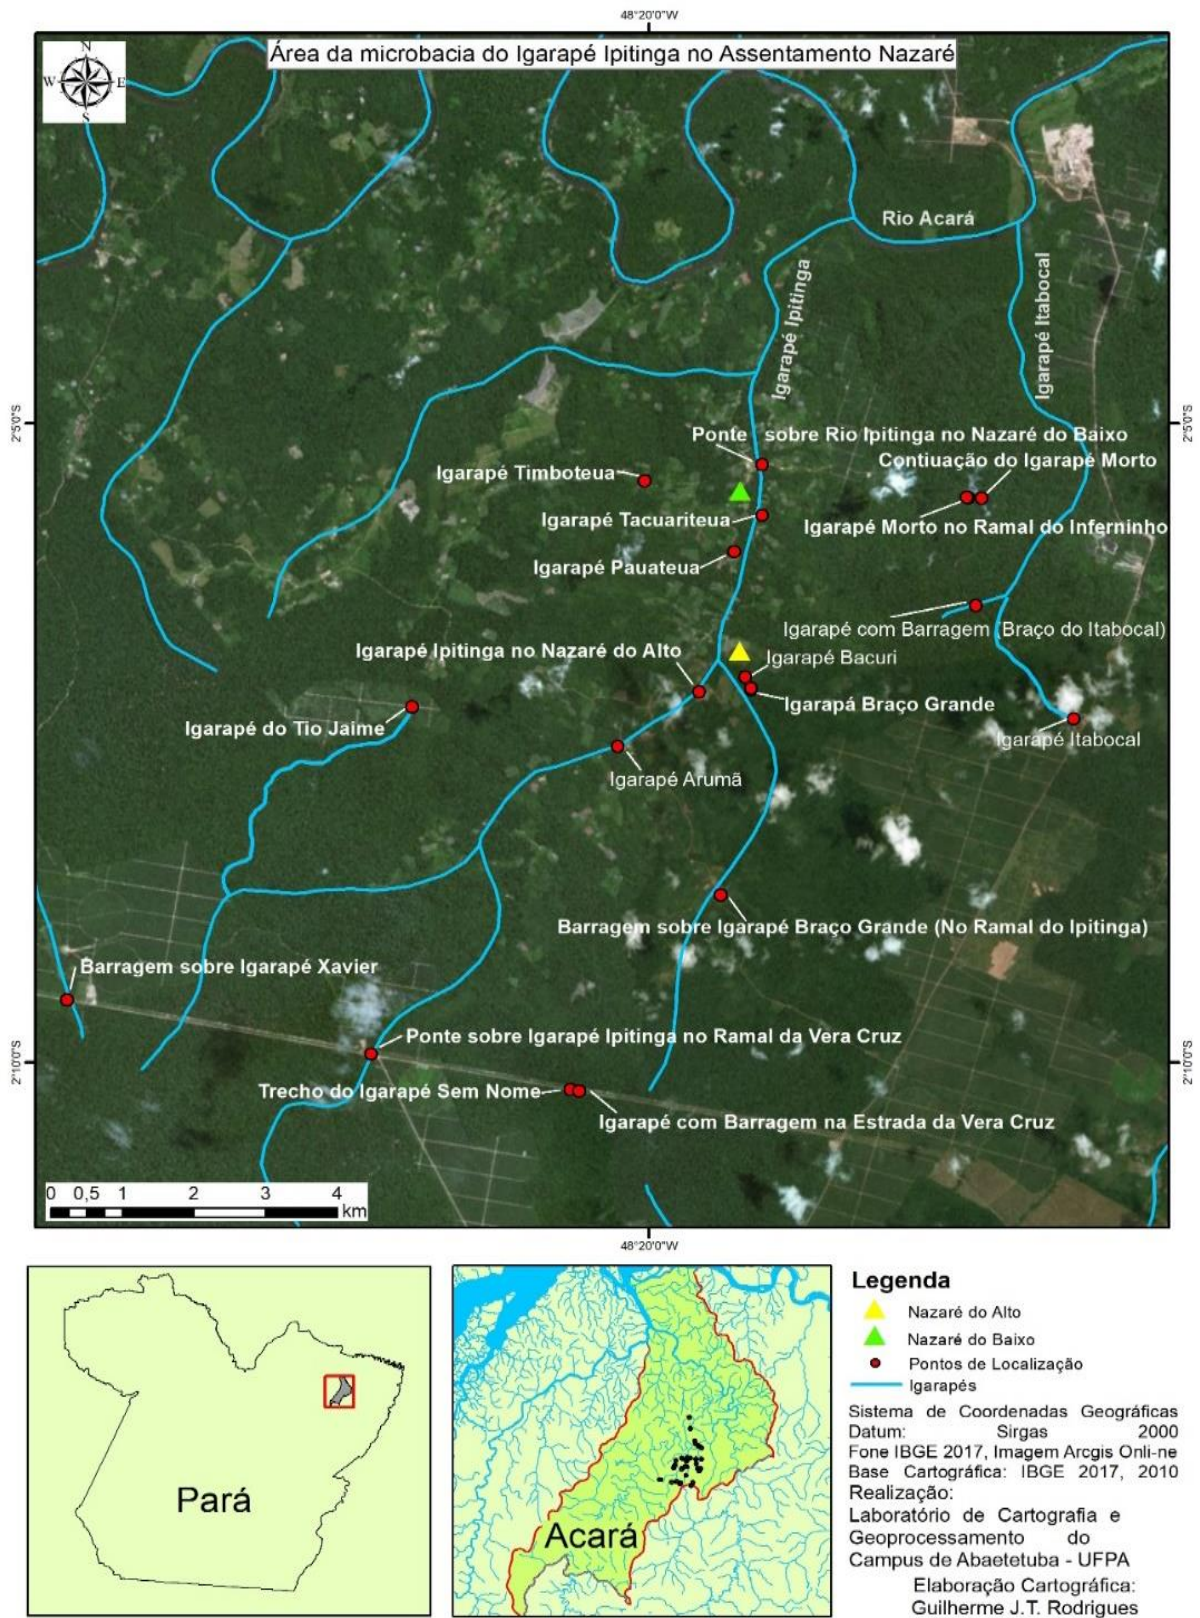 48°20'0"W
Área da microbacia do Igarapé Ipitinga no Assentamento Nazaré
N
W E
S
Rio Acará
Igarapé Ipitinga
Igarapé Itabocal
2°5'0"S
2°5'0"S
Ponte sobre Rio Ipitinga no Nazaré do Baixo
Contiuação do Igarapé Morto
Igarapé Timboteua
Igarapé Tacuariteua
Igarapé Morto no Ramal do Inferninho
Igarapé Pauateua
Igarapé com Barragem (Braço do Itabocal)
Igarapé Ipitinga no Nazaré do Alto
Igarapé Bacuri
Igarapá Braço Grande
Igarapé do Tio Jaime
Igarapé Itabocal
Igarapé Arumã
Barragem sobre Igarapé Braço Grande (No Ramal do Ipitinga)
Barragem sobre Igarapé Xavier
Ponte sobre Igarapé Ipitinga no Ramal da Vera Cruz
2°10'0"S
2°10'0"S
Trecho do Igarapé Sem Nome
Igarapé com Barragem na Estrada da Vera Cruz
0 0,5 1 2 3 4
km
48°20'0"W
Pará
Acará
Legenda
Nazaré do Alto
Nazaré do Baixo
Pontos de Localização
Igarapés
Sistema de Coordenadas Geográficas
Datum: Sirgas 2000
Fone IBGE 2017, Imagem Arcgis Onli-ne
Base Cartográfica: IBGE 2017, 2010
Realização:
Laboratório de Cartografia e
Geoprocessamento do
Campus de Abaetetuba - UFPA
Elaboração Cartográfica:
Guilherme J.T. Rodrigues